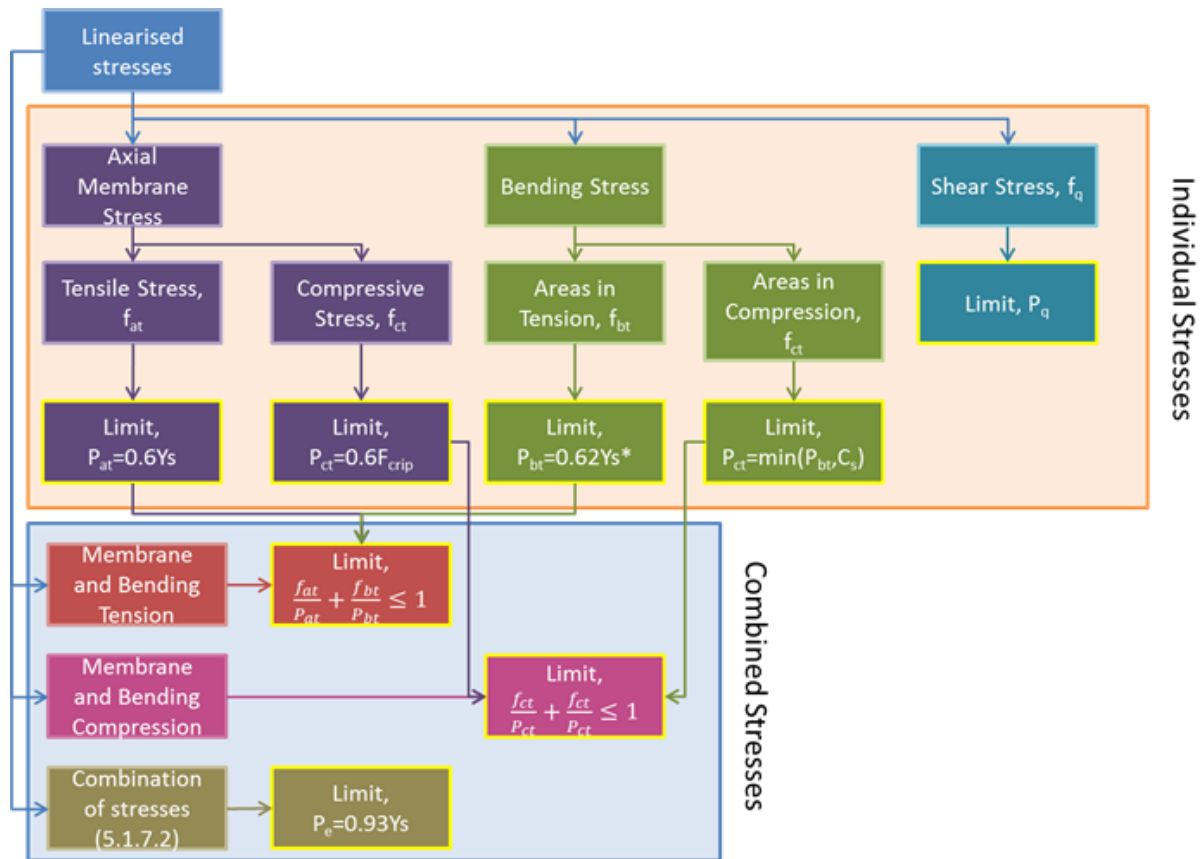 Linearised
stresses
Individual Stresses
Axial
Membrane
Stress
Bending Stress
Shear Stress, f_q
Tensile Stress,
f_at
Compressive
Stress, f_ct
Areas in
Tension, f_bt
Areas in
Compression,
f_ct
Limit, P_q
Limit,
P_at=0.6Ys
Limit,
P_ct=0.6F_crip
Limit,
P_bt=0.62Ys*
Limit,
P_ct=min(P_bt,C_s)
Combined Stresses
Membrane
and Bending
Tension
Limit,
f_at/P_at + f_bt/P_bt ≤ 1
Membrane
and Bending
Compression
Limit,
f_ct/P_ct + f_ct/P_ct ≤ 1
Combination
of stresses
(5.1.7.2)
Limit,
P_e=0.93Ys